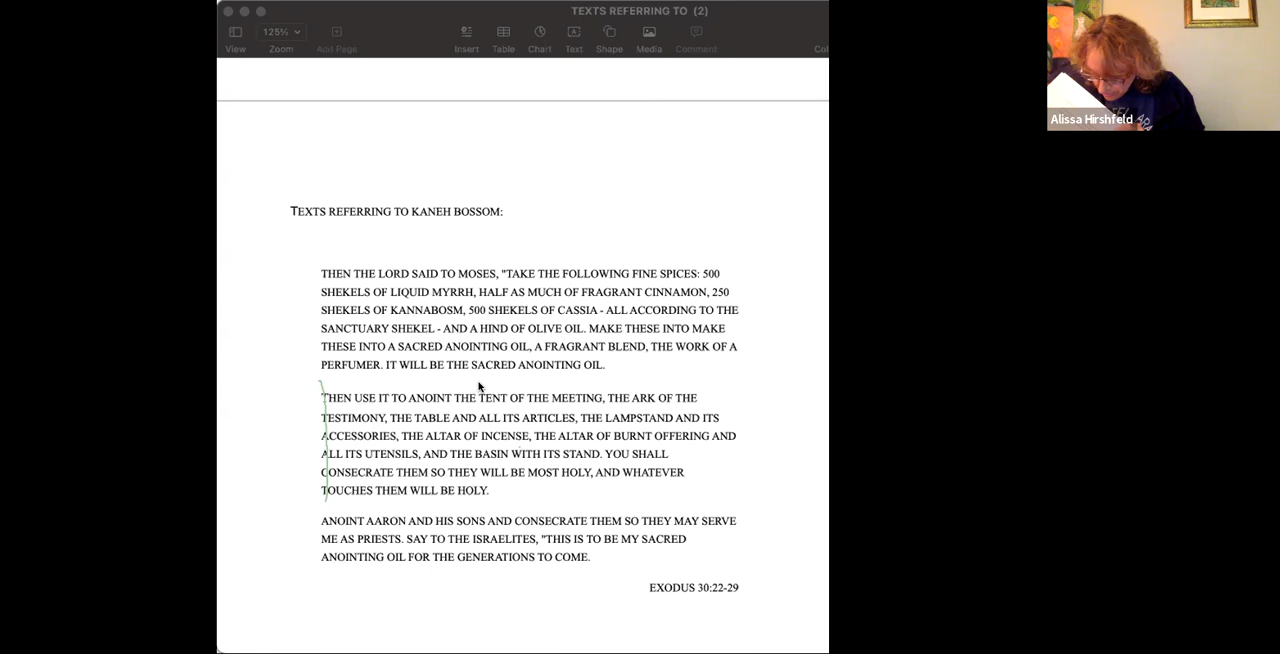 TEXTS REFERRING TO (2)
125%
View
Zoom
Add Page
Insert
Table
Chart
Text
Shape
Media
Comment
Col
Alissa Hirshfeld
TEXTS REFERRING TO KANEH BOSSOM:
THEN THE LORD SAID TO MOSES, "TAKE THE FOLLOWING FINE SPICES: 500
SHEKELS OF LIQUID MYRRH, HALF AS MUCH OF FRAGRANT CINNAMON, 250
SHEKELS OF KANNABOSM, 500 SHEKELS OF CASSIA - ALL ACCORDING TO THE
SANCTUARY SHEKEL - AND A HIND OF OLIVE OIL. MAKE THESE INTO MAKE
THESE INTO A SACRED ANOINTING OIL, A FRAGRANT BLEND, THE WORK OF A
PERFUMER. IT WILL BE THE SACRED ANOINTING OIL.
THEN USE IT TO ANOINT THE TENT OF THE MEETING, THE ARK OF THE
TESTIMONY, THE TABLE AND ALL ITS ARTICLES, THE LAMPSTAND AND ITS
ACCESSORIES, THE ALTAR OF INCENSE, THE ALTAR OF BURNT OFFERING AND
ALL ITS UTENSILS, AND THE BASIN WITH ITS STAND. YOU SHALL
CONSECRATE THEM SO THEY WILL BE MOST HOLY, AND WHATEVER
TOUCHES THEM WILL BE HOLY.
ANOINT AARON AND HIS SONS AND CONSECRATE THEM SO THEY MAY SERVE
ME AS PRIESTS. SAY TO THE ISRAELITES, "THIS IS TO BE MY SACRED
ANOINTING OIL FOR THE GENERATIONS TO COME.
EXODUS 30:22-29